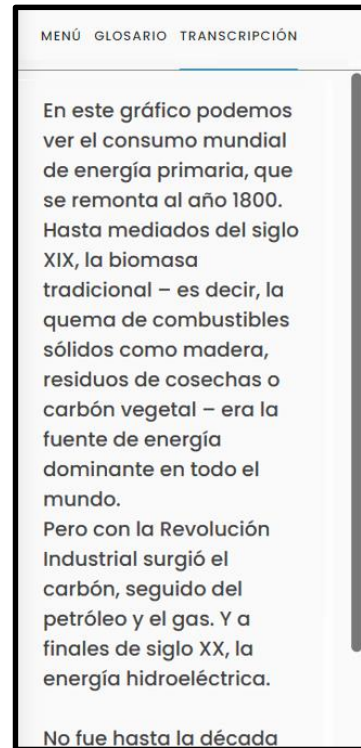 MENÚ GLOSARIO TRANSCRIPCIÓN
En este gráfico podemos
ver el consumo mundial
de energía primaria, que
se remonta al año 1800.
Hasta mediados del siglo
XIX, la biomasa
tradicional – es decir, la
quema de combustibles
sólidos como madera,
residuos de cosechas o
carbón vegetal – era la
fuente de energía
dominante en todo el
mundo.
Pero con la Revolución
Industrial surgió el
carbón, seguido del
petróleo y el gas. Y a
finales de siglo XX, la
energía hidroeléctrica.
No fue hasta la década